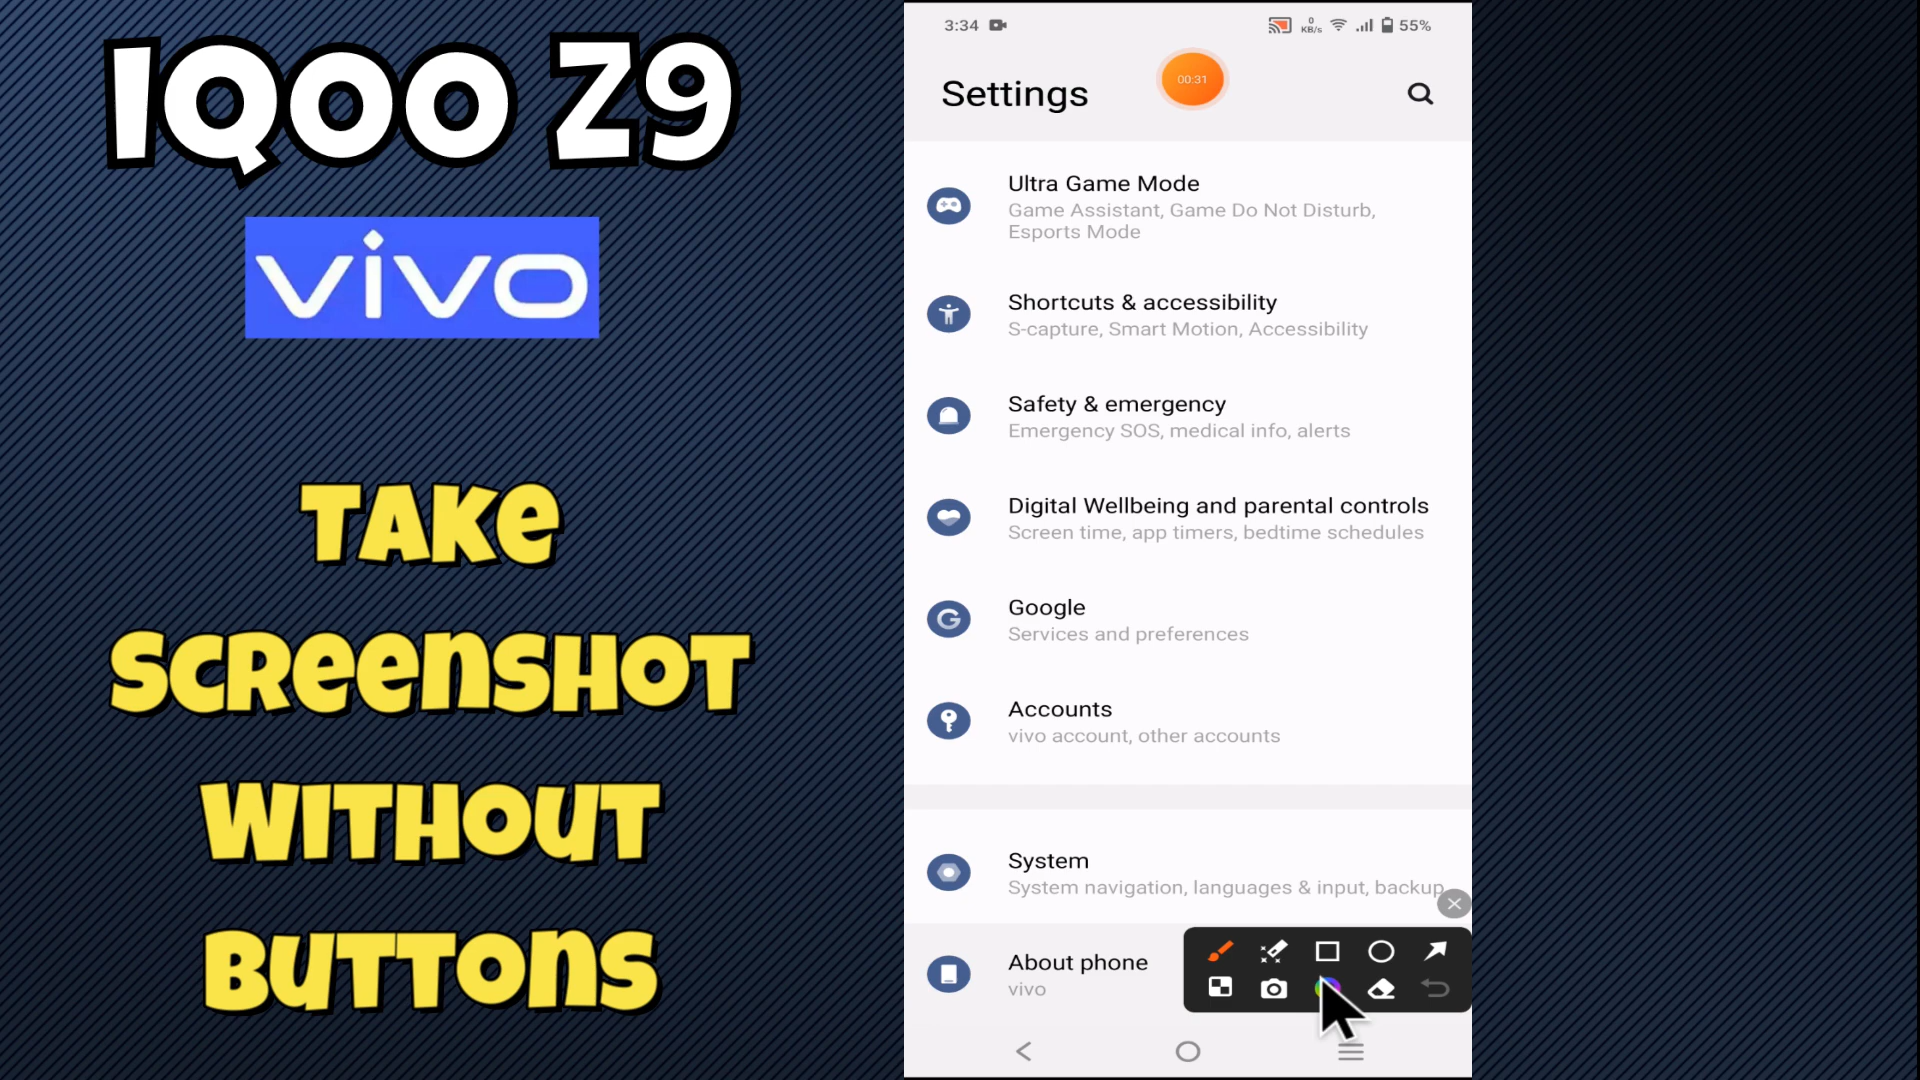 IQOO Z9
vivo
TAKE
SCREENSHOT
WITHOUT
BUTTONS
3:34
0
KB/s
55%
Settings
00:31
Ultra Game Mode
Game Assistant, Game Do Not Disturb,
Esports Mode
Shortcuts & accessibility
S-capture, Smart Motion, Accessibility
Safety & emergency
Emergency SOS, medical info, alerts
Digital Wellbeing and parental controls
Screen time, app timers, bedtime schedules
Google
Services and preferences
Accounts
vivo account, other accounts
System
System navigation, languages & input, backup
About phone
vivo